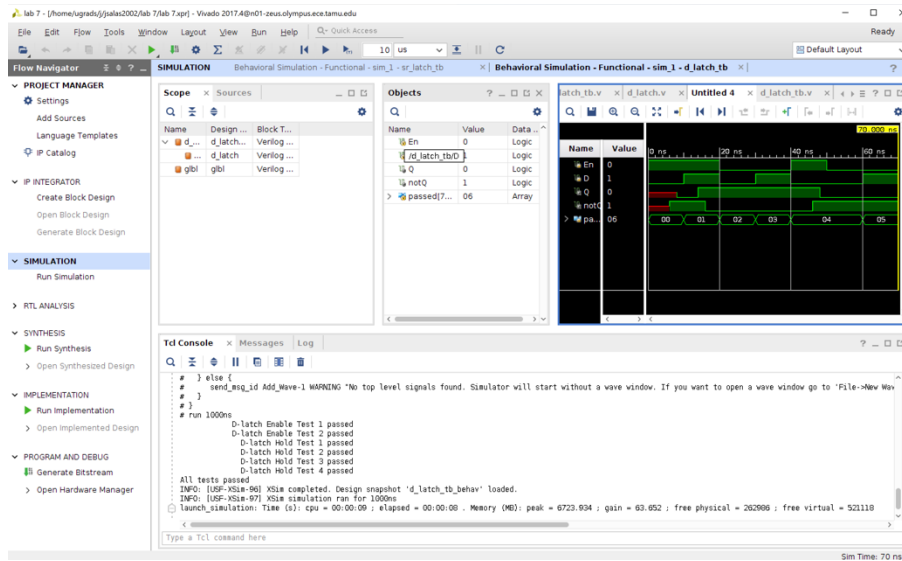 lab 7 - [/home/ugrads/j/jsalas2002/lab 7/lab 7.xpr] - Vivado 2017.4@n01-zeus.olympus.ece.tamu.edu
File Edit Flow Tools Window Layout View Run Help Q- Quick Access Ready
10 us Default Layout
Flow Navigator
SIMULATION Behavioral Simulation - Functional - sim_1 - sr_latch_tb Behavioral Simulation - Functional - sim_1 - d_latch_tb
PROJECT MANAGER
Settings
Add Sources
Language Templates
IP Catalog
IP INTEGRATOR
Create Block Design
Open Block Design
Generate Block Design
SIMULATION
Run Simulation
RTL ANALYSIS
SYNTHESIS
Run Synthesis
Open Synthesized Design
IMPLEMENTATION
Run Implementation
Open Implemented Design
PROGRAM AND DEBUG
Generate Bitstream
Open Hardware Manager
Scope Sources
Name Design ... Block T...
d_... d_latch... Verilog ...
... d_latch Verilog ...
glbl glbl Verilog ...
Objects
Name Value Data ...
En 0 Logic
/d_latch_tb/D 1 Logic
Q 0 Logic
notQ 1 Logic
passed[7... 06 Array
latch_tb.v d_latch.v Untitled 4 d_latch_tb.v
70.000 ns
Name Value 0 ns 20 ns 40 ns 60 ns
En 0
D 1
Q 0
notQ 1
pa... 06 00 01 02 03 04 05
Tcl Console Messages Log
# } else {
# send_msg_id Add_Wave-1 WARNING "No top level signals found. Simulator will start without a wave window. If you want to open a wave window go to 'File->New Wav
# }
# }
# run 1000ns
D-latch Enable Test 1 passed
D-latch Enable Test 2 passed
D-latch Hold Test 1 passed
D-latch Hold Test 2 passed
D-latch Hold Test 3 passed
D-latch Hold Test 4 passed
All tests passed
INFO: [USF-XSim-96] XSim completed. Design snapshot 'd_latch_tb_behav' loaded.
INFO: [USF-XSim-97] XSim simulation ran for 1000ns
launch_simulation: Time (s): cpu = 00:00:09 ; elapsed = 00:00:08 . Memory (MB): peak = 6723.934 ; gain = 63.652 ; free physical = 262986 ; free virtual = 521118
Type a Tcl command here
Sim Time: 70 ns